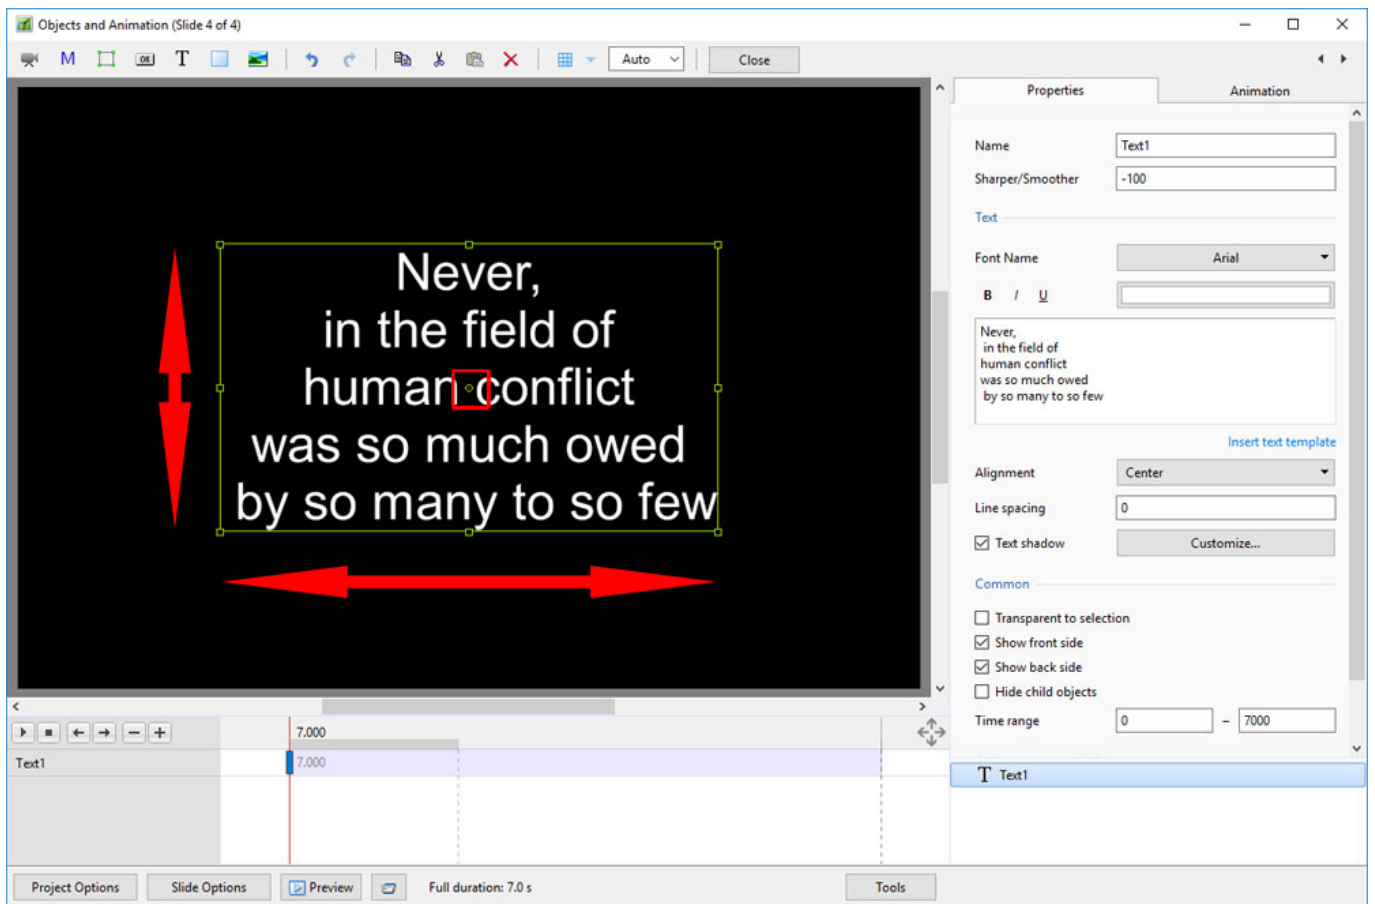 Objects and Animation (Slide 4 of 4)
M OK T Auto Close
Properties Animation
Name Text1
Sharper/Smoother -100
Text
Font Name Arial
B I U
Never,
in the field of
human conflict
was so much owed
by so many to so few
Insert text template
Alignment Center
Line spacing 0
Text shadow Customize...
Common
Transparent to selection
Show front side
Show back side
Hide child objects
Time range 0 – 7000
T Text1
Never,
in the field of
human conflict
was so much owed
by so many to so few
7.000
Text1 7.000
Project Options Slide Options Preview Full duration: 7.0 s Tools